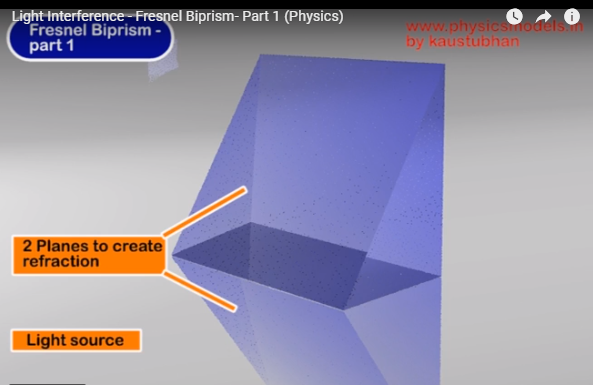 Light Interference - Fresnel Biprism- Part 1 (Physics)
Fresnel Biprism -
part 1
www.physicsmodels.in
by kaustubhan
2 Planes to create
refraction
Light source